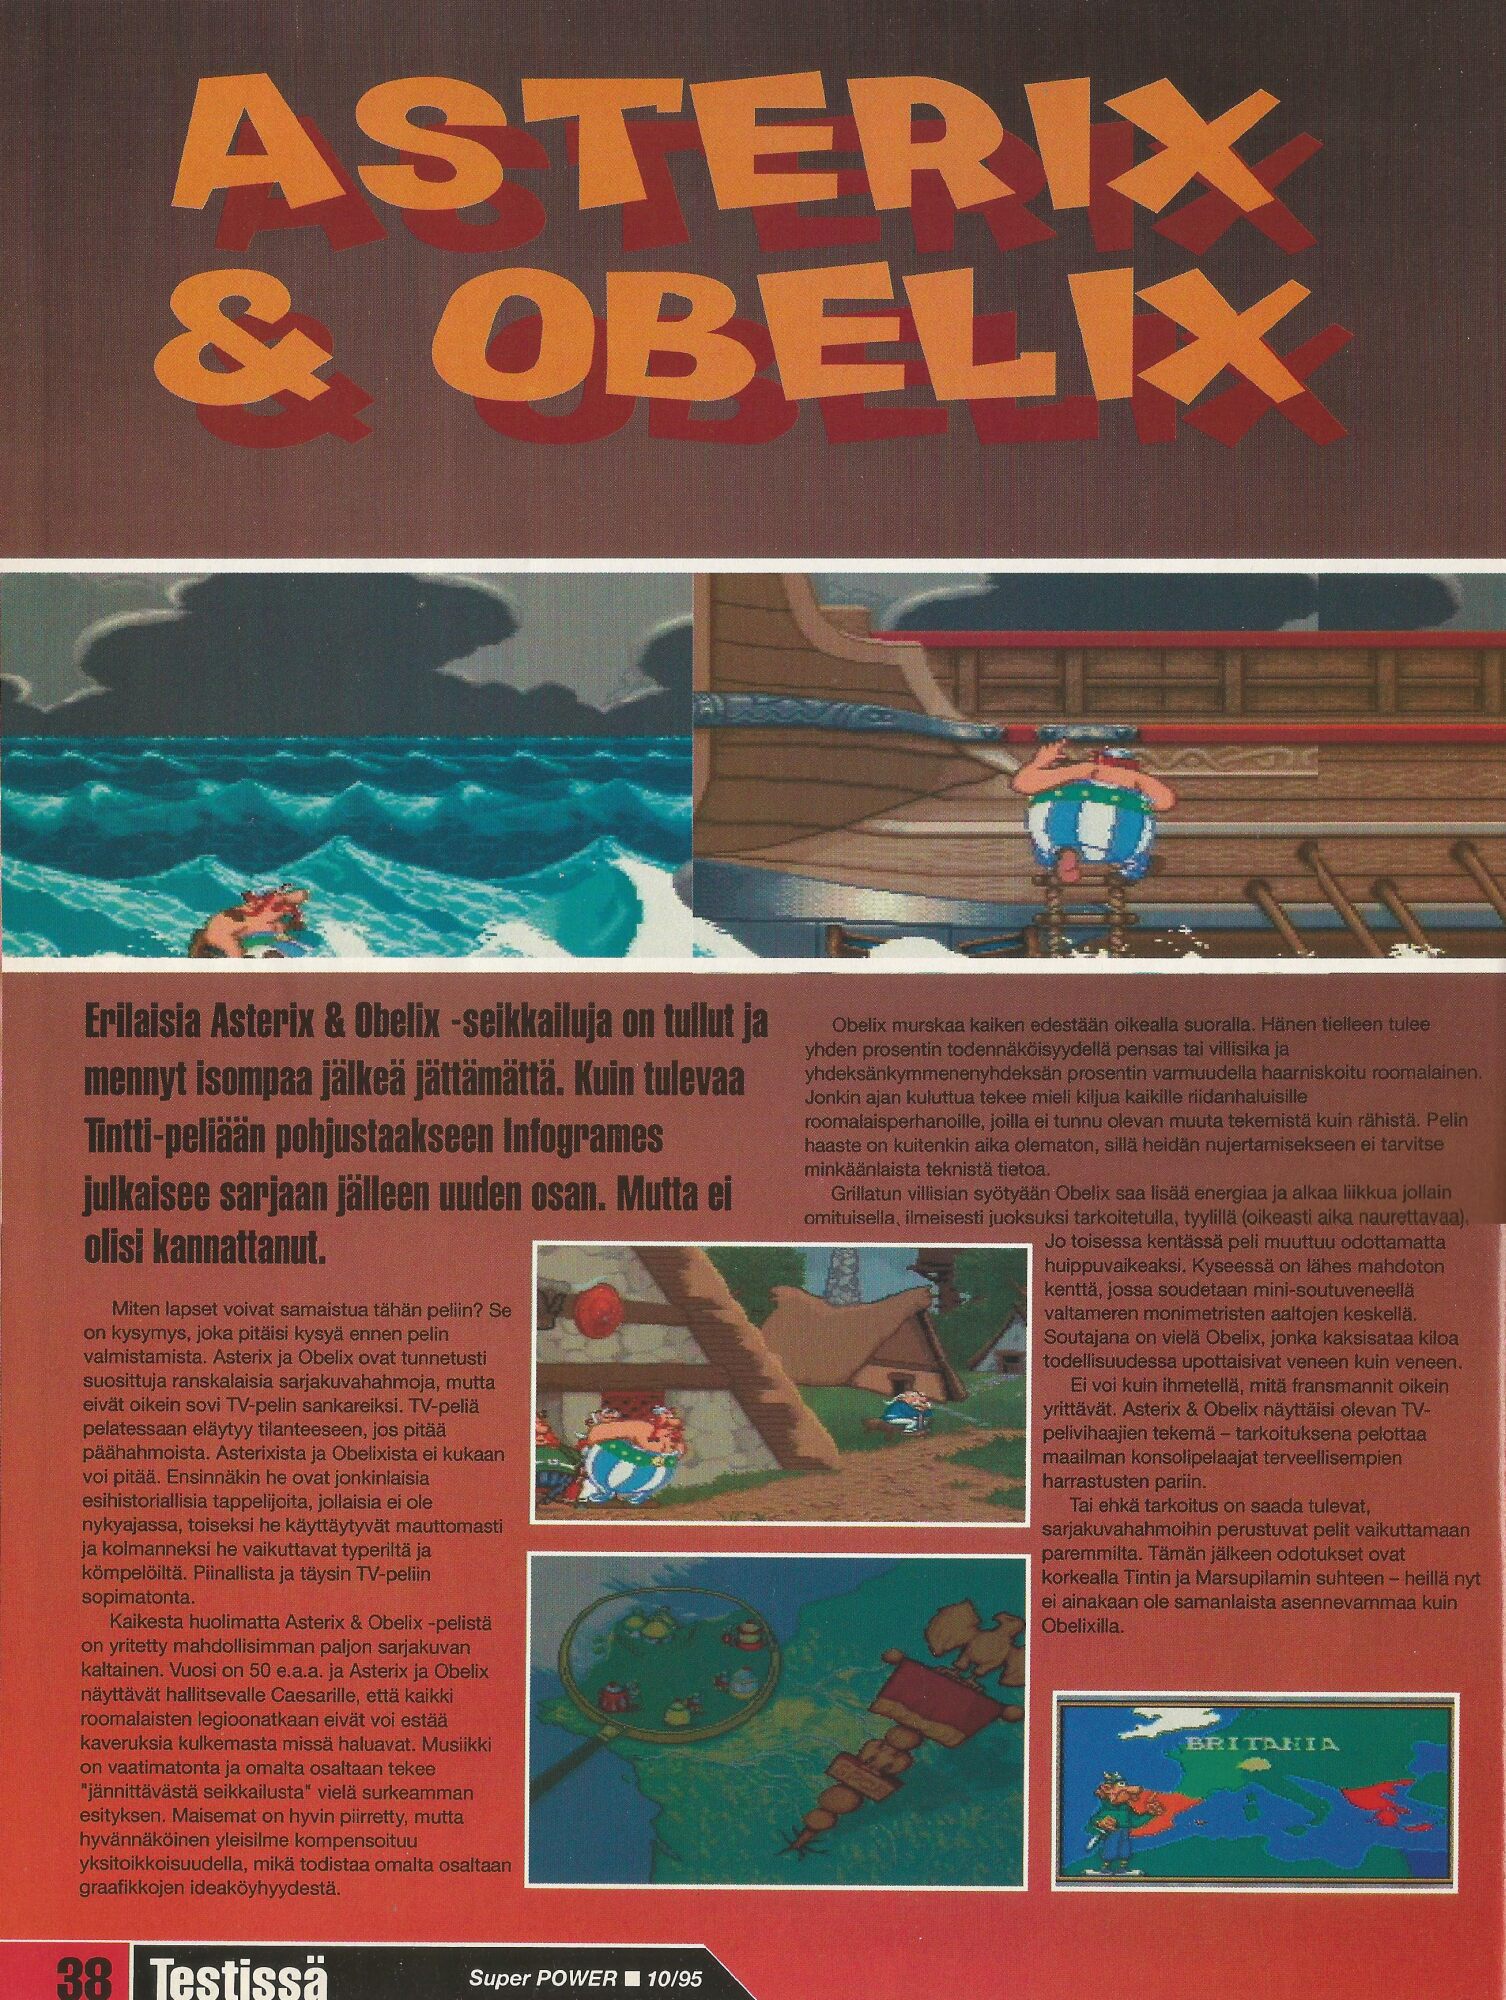 ASTERIX
& OBELIX
Erilaisia Asterix & Obelix -seikkailuja on tullut ja
mennyt isompaa jälkeä jättämättä. Kuin tulevaa
Tintti-peliään pohjustaakseen Infogrames
julkaisee sarjaan jälleen uuden osan. Mutta ei
olisi kannattanut.
Miten lapset voivat samaistua tähän peliin? Se
on kysymys, joka pitäisi kysyä ennen pelin
valmistamista. Asterix ja Obelix ovat tunnetusti
suosittuja ranskalaisia sarjakuvahahmoja, mutta
eivät oikein sovi TV-pelin sankareiksi. TV-peliä
pelatessaan eläytyy tilanteeseen, jos pitää
päähahmoista. Asterixista ja Obelixista ei kukaan
voi pitää. Ensinnäkin he ovat jonkinlaisia
esihistoriallisia tappelijoita, jollaisia ei ole
nykyajassa, toiseksi he käyttäytyvät mauttomasti
ja kolmanneksi he vaikuttavat typeriltä ja
kömpelöiltä. Piinallista ja täysin TV-peliin
sopimatonta.
Kaikesta huolimatta Asterix & Obelix -pelistä
on yritetty mahdollisimman paljon sarjakuvan
kaltainen. Vuosi on 50 e.a.a. ja Asterix ja Obelix
näyttävät hallitsevalle Caesarille, että kaikki
roomalaisten legioonatkaan eivät voi estää
kaveruksia kulkemasta missä haluavat. Musiikki
on vaatimatonta ja omalta osaltaan tekee
"jännittävästä seikkailusta" vielä surkeamman
esityksen. Maisemat on hyvin piirretty, mutta
hyvännäköinen yleisilme kompensoituu
yksitoikkoisuudella, mikä todistaa omalta osaltaan
graafikkojen ideaköyhyydestä.
Obelix murskaa kaiken edestään oikealla suoralla. Hänen tielleen tulee
yhden prosentin todennäköisyydellä pensas tai villisika ja
yhdeksänkymmenenyhdeksän prosentin varmuudella haarniskoitu roomalainen.
Jonkin ajan kuluttua tekee mieli kiljua kaikille riidanhaluisille
roomalaisperhanoille, joilla ei tunnu olevan muuta tekemistä kuin rähistä. Pelin
haaste on kuitenkin aika olematon, sillä heidän nujertamisekseen ei tarvitse
minkäänlaista teknistä tietoa.
Grillatun villisian syötyään Obelix saa lisää energiaa ja alkaa liikkua jollain
omituisella, ilmeisesti juoksuksi tarkoitetulla, tyylillä (oikeasti aika naurettavaa).
Jo toisessa kentässä peli muuttuu odottamatta
huippuvaikeaksi. Kyseessä on lähes mahdoton
kenttä, jossa soudetaan mini-soutuveneellä
valtameren monimetristen aaltojen keskellä.
Soutajana on vielä Obelix, jonka kaksisataa kiloa
todellisuudessa upottaisivat veneen kuin veneen.
Ei voi kuin ihmetellä, mitä fransmannit oikein
yrittävät. Asterix & Obelix näyttäisi olevan TV-
pelivihaajien tekemä – tarkoituksena pelottaa
maailman konsolipelaajat terveellisempien
harrastusten pariin.
Tai ehkä tarkoitus on saada tulevat,
sarjakuvahahmoihin perustuvat pelit vaikuttamaan
paremmilta. Tämän jälkeen odotukset ovat
korkealla Tintin ja Marsupilamin suhteen – heillä nyt
ei ainakaan ole samanlaista asennevammaa kuin
Obelixilla.
BRITANIA
38 Testissä Super POWER ■ 10/95